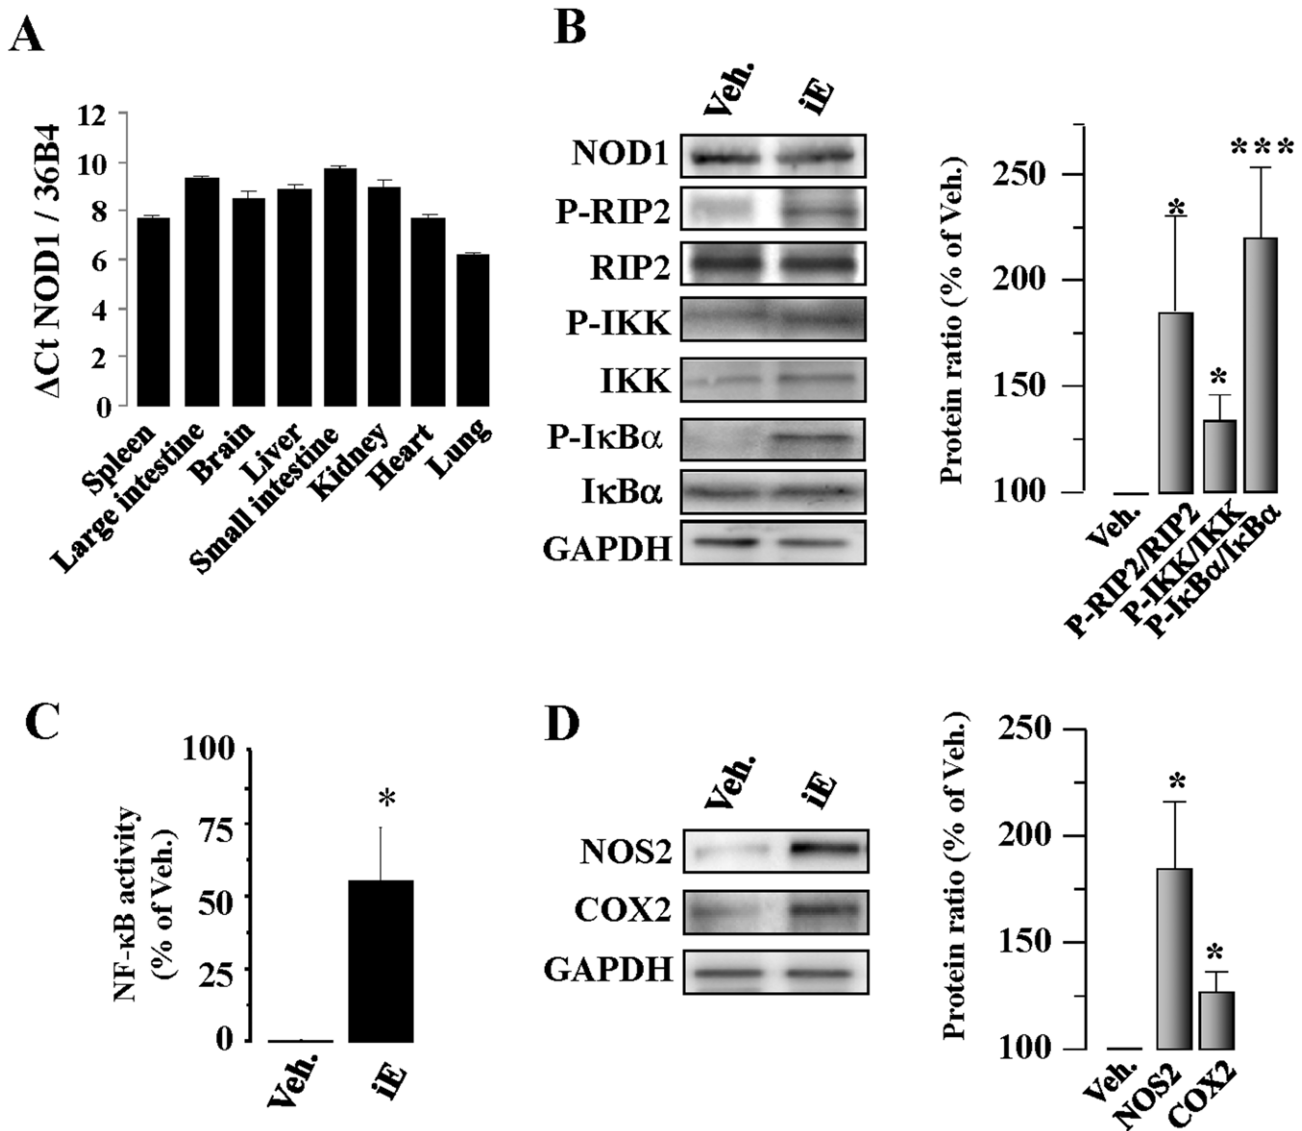 A
ΔCt NOD1 / 36B4
12
10
8
6
4
2
0
Spleen
Large intestine
Brain
Liver
Small intestine
Kidney
Heart
Lung
B
Veh.
iE
NOD1
P-RIP2
RIP2
P-IKK
IKK
P-IκBα
IκBα
GAPDH
Protein ratio (% of Veh.)
250
200
150
100
*
*
***
Veh.
P-RIP2/RIP2
P-IKK/IKK
P-IκBα/IκBα
C
NF-κB activity
(% of Veh.)
100
75
50
25
0
*
Veh.
iE
D
Veh.
iE
NOS2
COX2
GAPDH
Protein ratio (% of Veh.)
250
200
150
100
*
*
Veh.
NOS2
COX2